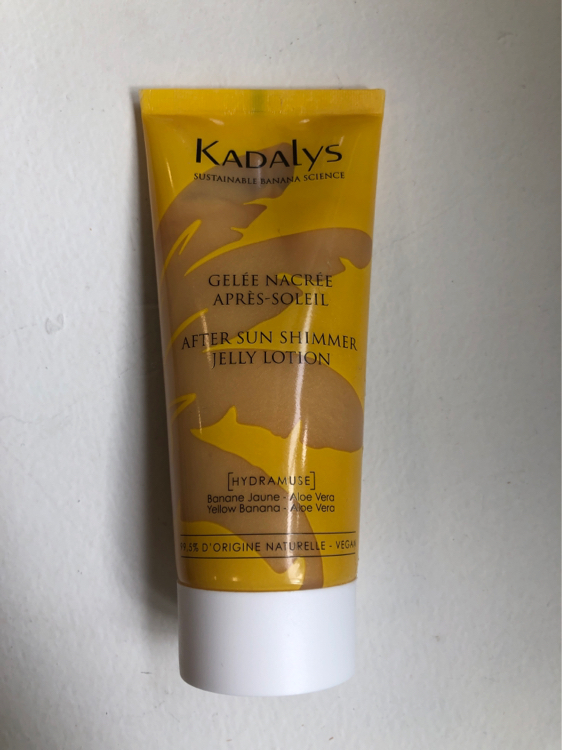 KADALYS
SUSTAINABLE BANANA SCIENCE
GELÉE NACRÉE
APRÈS-SOLEIL
AFTER SUN SHIMMER
JELLY LOTION
[HYDRAMUSE]
Banane Jaune - Aloe Vera
Yellow Banana - Aloe Vera
99,5% D'ORIGINE NATURELLE - VEGAN